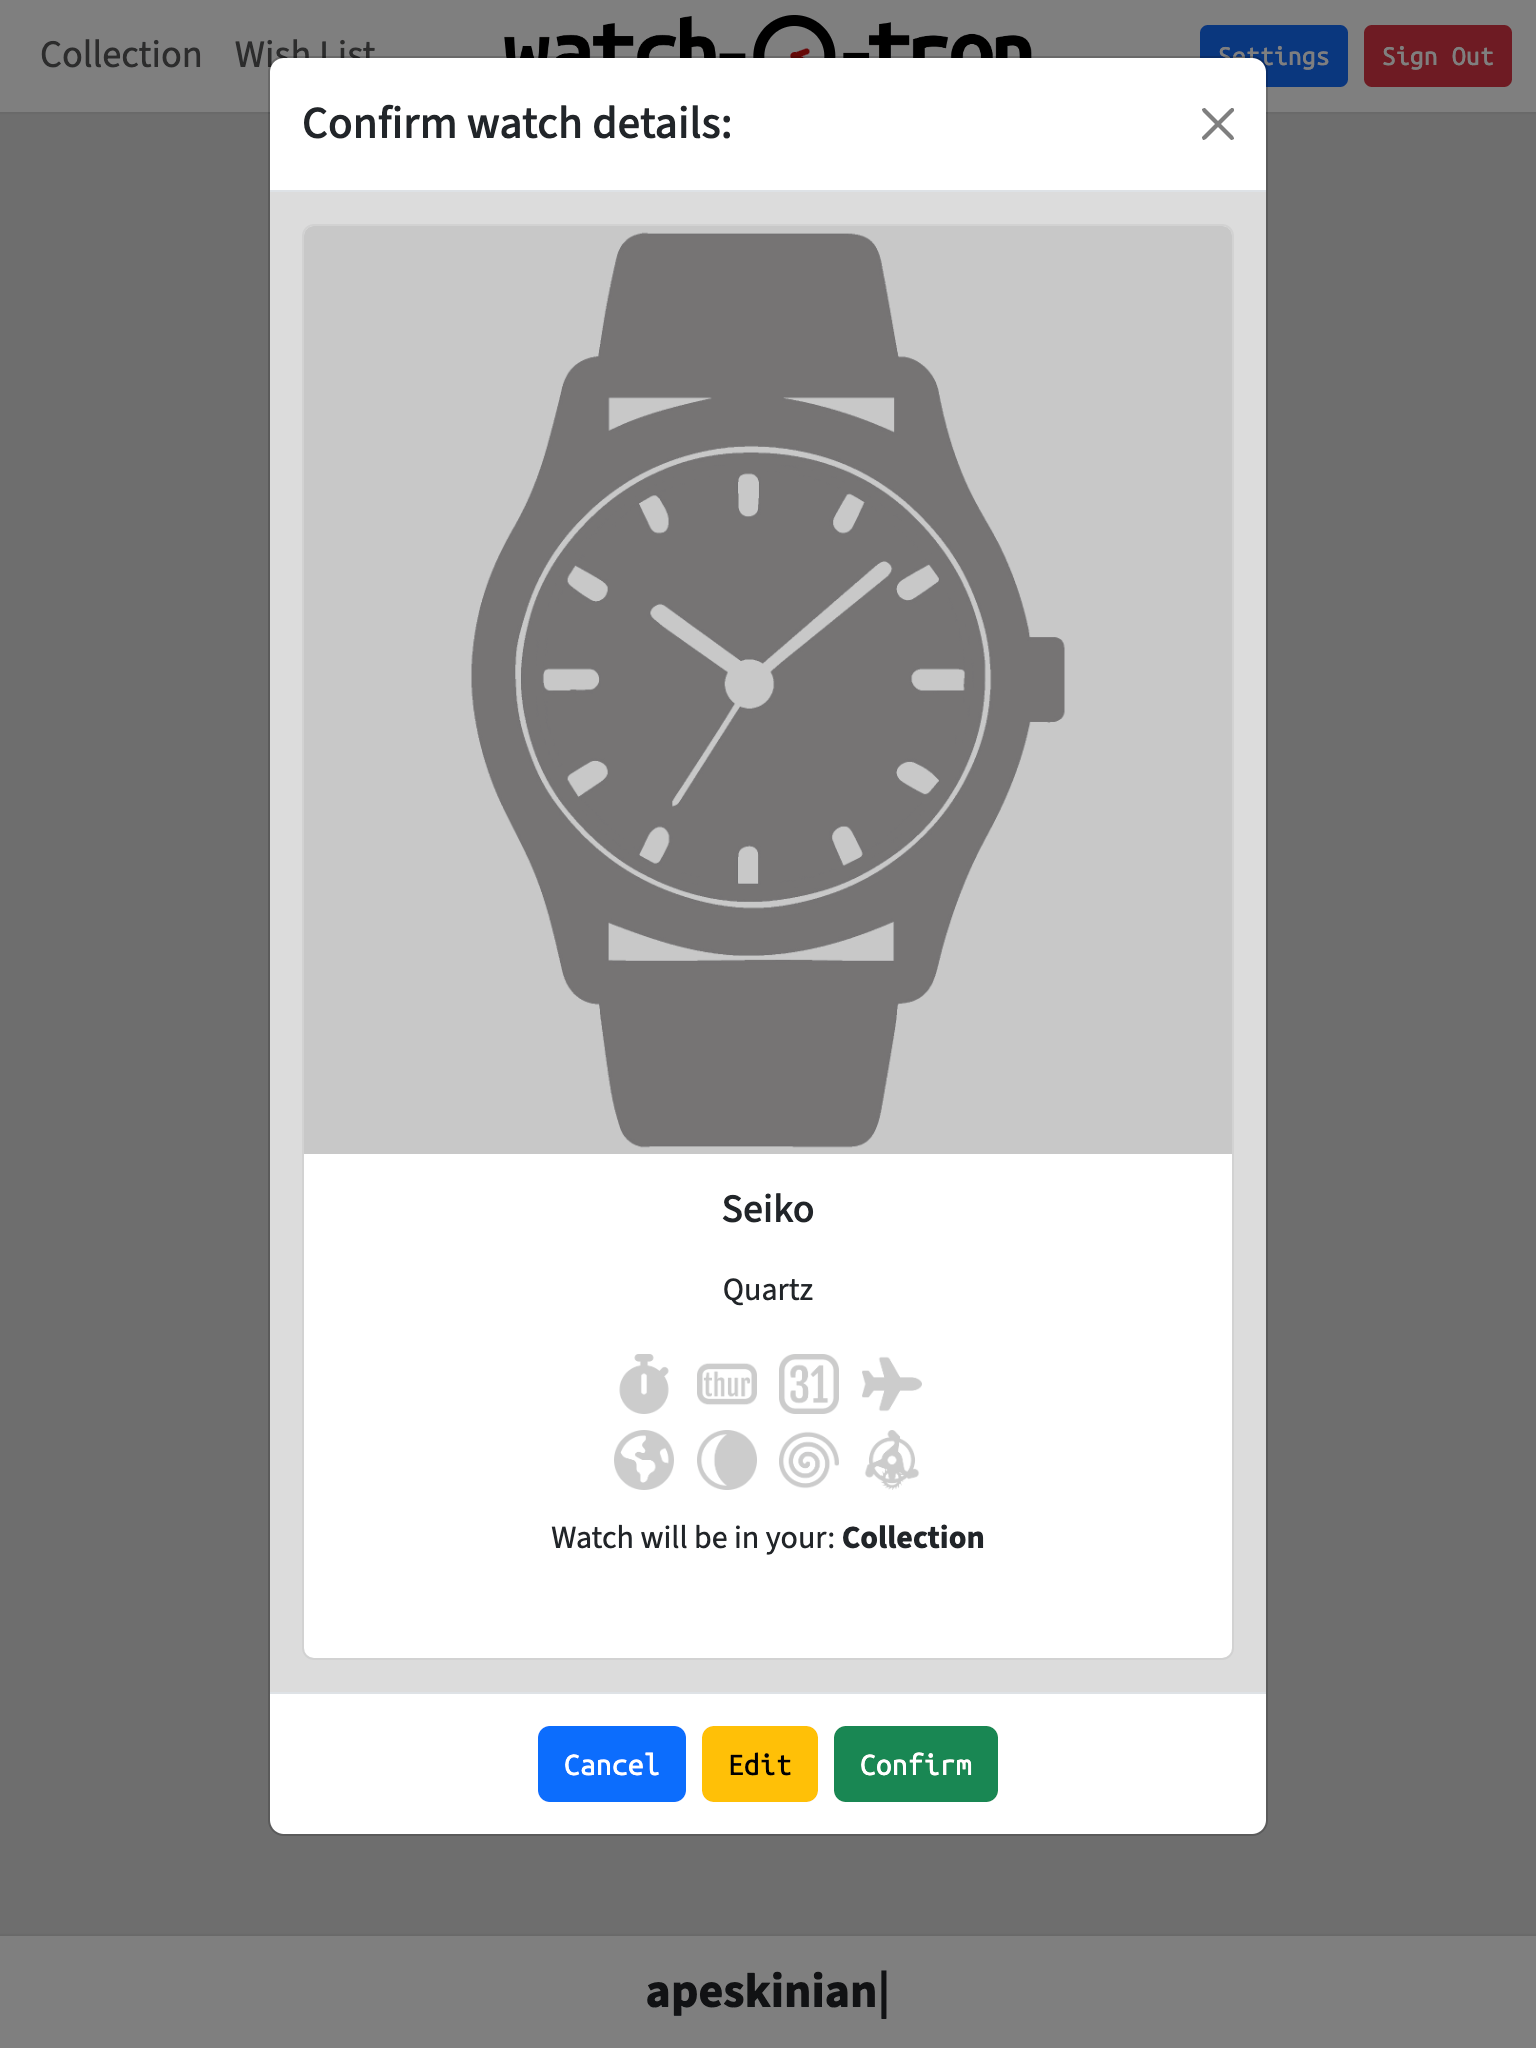 Collection Wish List watch-O-tron Settings Sign Out
Confirm watch details:
Seiko
Quartz
thur 31
Watch will be in your: Collection
Cancel Edit Confirm
apeskinian|